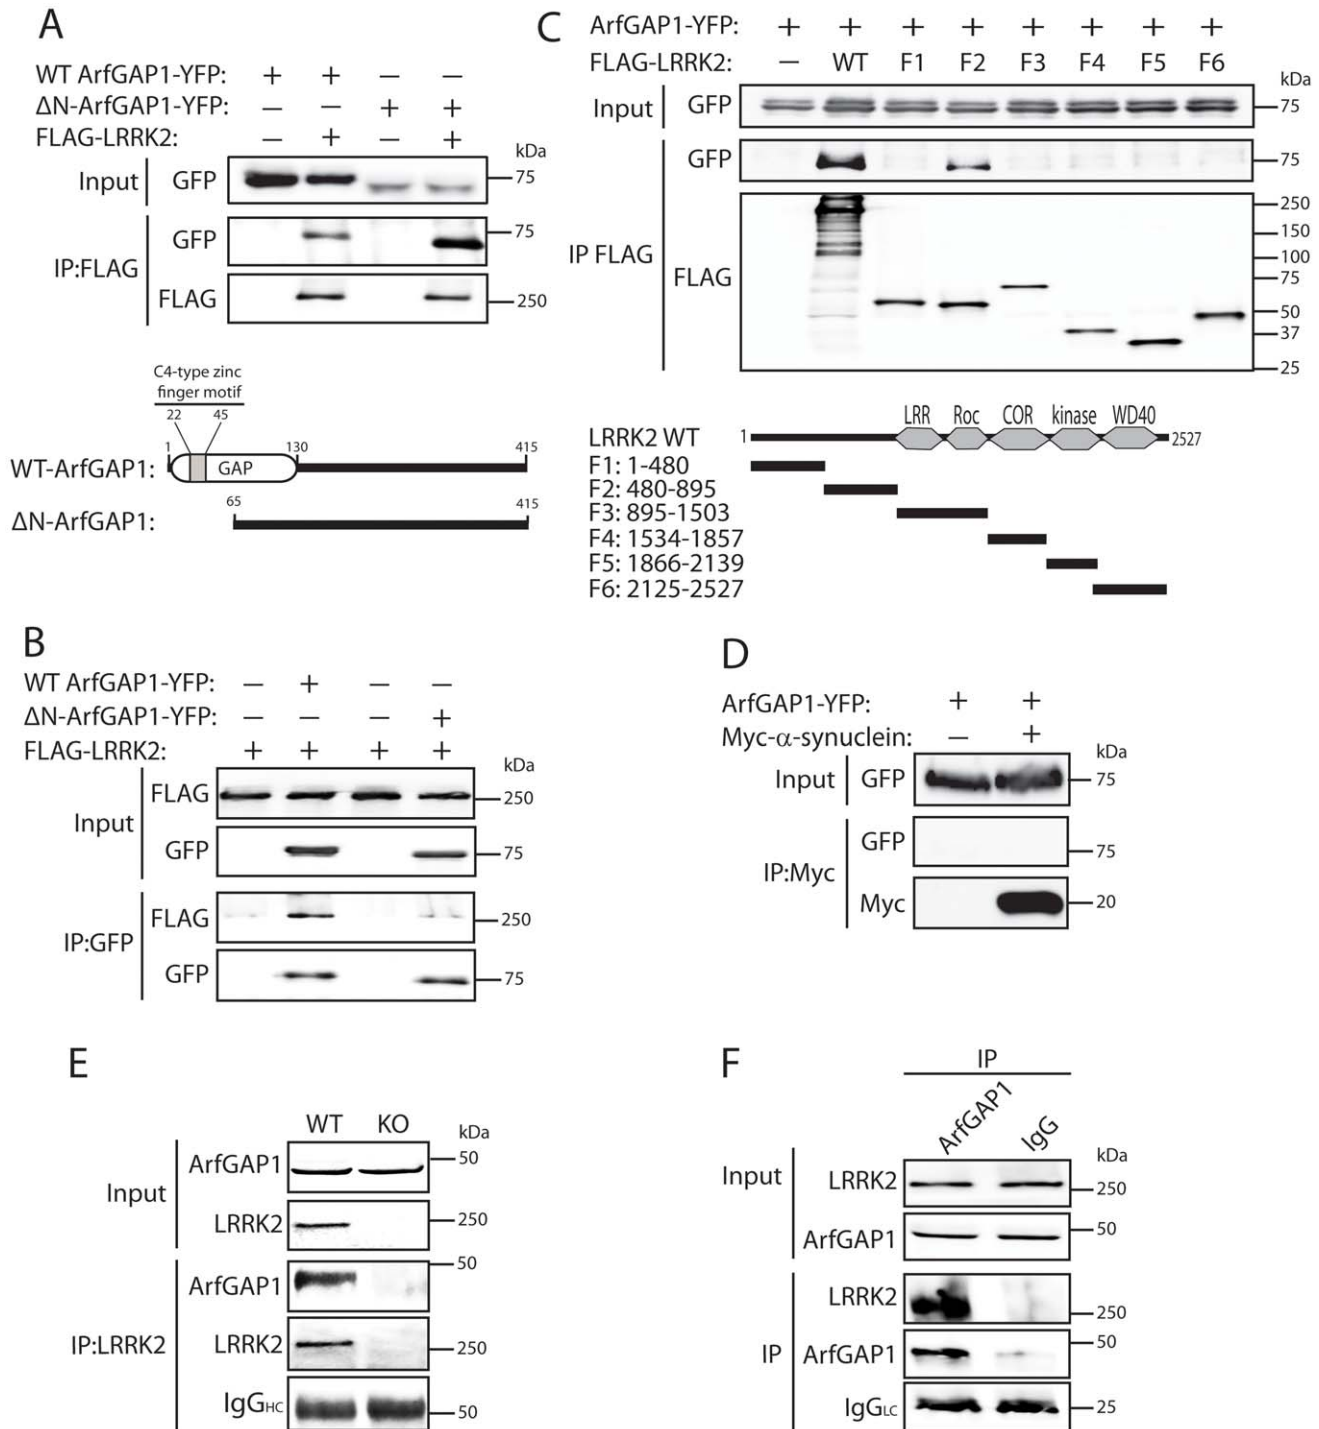 A
WT ArfGAP1-YFP: + + — —
ΔN-ArfGAP1-YFP: — — + +
FLAG-LRRK2: — + — +
kDa
Input GFP 75
IP:FLAG
GFP 75
FLAG 250
C4-type zinc
finger motif
22 45
1 130 415
WT-ArfGAP1: GAP
65 415
ΔN-ArfGAP1:
C
ArfGAP1-YFP: + + + + + + + +
FLAG-LRRK2: — WT F1 F2 F3 F4 F5 F6
kDa
Input GFP 75
IP FLAG
GFP 75
FLAG
250
150
100
75
50
37
25
LRR Roc COR kinase WD40
LRRK2 WT 1 2527
F1: 1-480
F2: 480-895
F3: 895-1503
F4: 1534-1857
F5: 1866-2139
F6: 2125-2527
B
WT ArfGAP1-YFP: — + — —
ΔN-ArfGAP1-YFP: — — — +
FLAG-LRRK2: + + + +
kDa
Input
FLAG 250
GFP 75
IP:GFP
FLAG 250
GFP 75
D
ArfGAP1-YFP: + +
Myc-α-synuclein: — +
kDa
Input GFP 75
IP:Myc
GFP 75
Myc 20
E
WT KO
kDa
Input
ArfGAP1 50
LRRK2 250
IP:LRRK2
ArfGAP1 50
LRRK2 250
IgGHC 50
F
IP
ArfGAP1 IgG
kDa
Input
LRRK2 250
ArfGAP1 50
IP
LRRK2 250
ArfGAP1 50
IgGLC 25